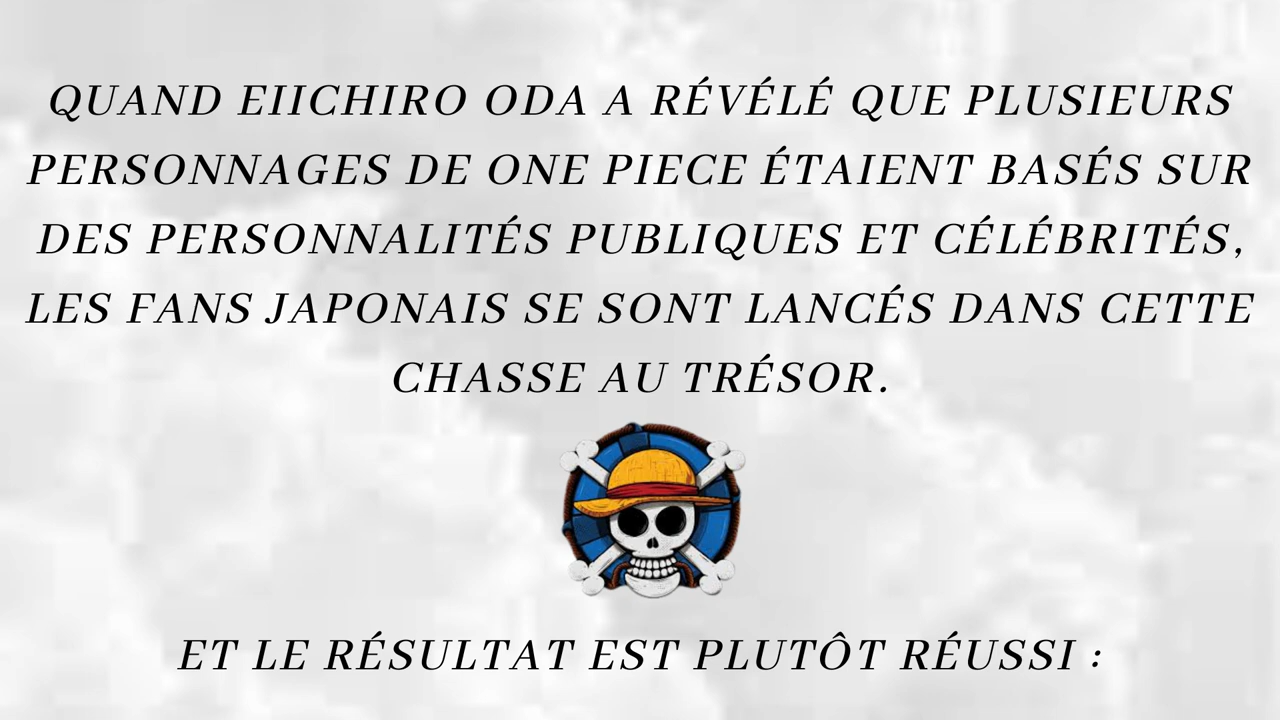 QUAND EIICHIRO ODA A RÉVÉLÉ QUE PLUSIEURS
PERSONNAGES DE ONE PIECE ÉTAIENT BASÉS SUR
DES PERSONNALITÉS PUBLIQUES ET CÉLÉBRITÉS,
LES FANS JAPONAIS SE SONT LANCÉS DANS CETTE
CHASSE AU TRÉSOR.
ET LE RÉSULTAT EST PLUTÔT RÉUSSI :